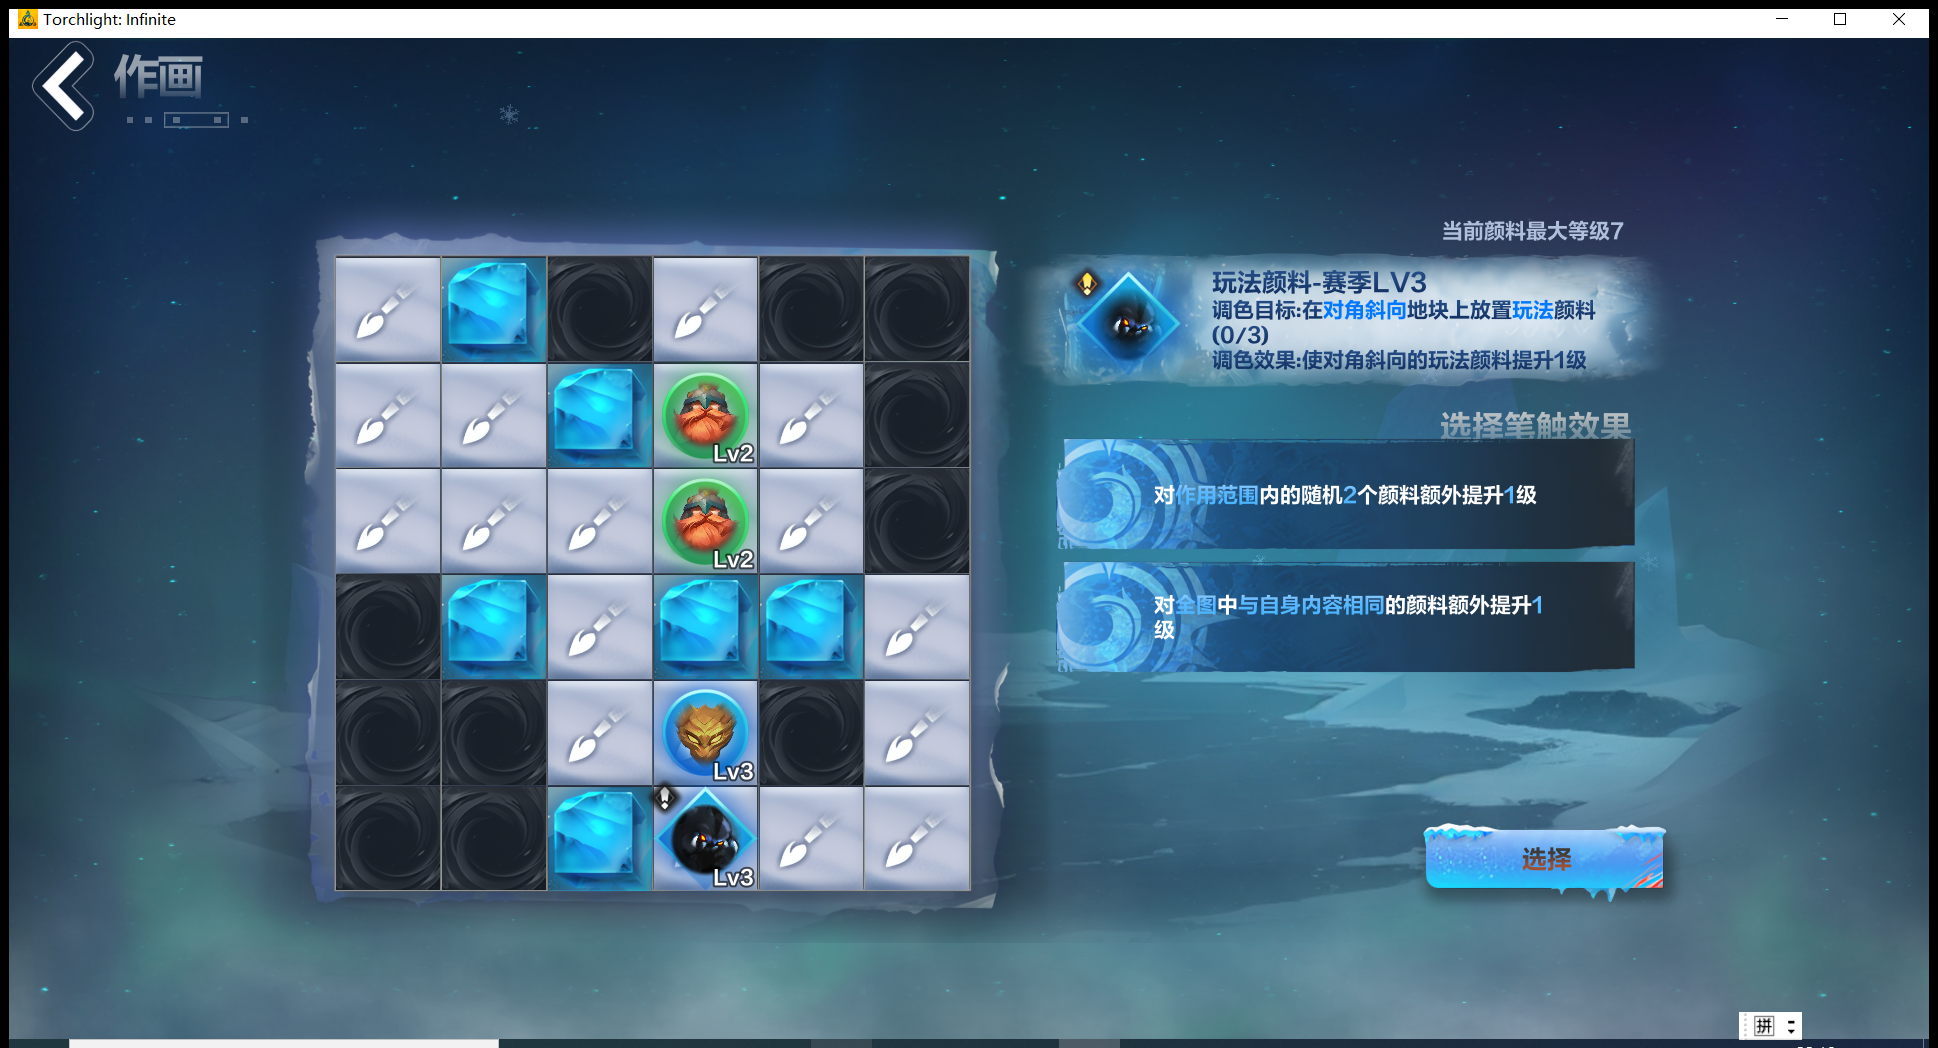 Torchlight: Infinite
作画
当前颜料最大等级7
玩法颜料-赛季LV3
调色目标:在对角斜向地块上放置玩法颜料
(0/3)
调色效果:使对角斜向的玩法颜料提升1级
选择笔触效果
Lv2
对作用范围内的随机2个颜料额外提升1级
Lv2
对全图中与自身内容相同的颜料额外提升1
级
Lv3
Lv3
选择
拼